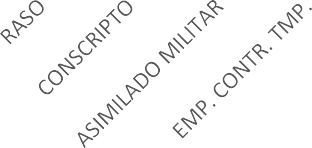 RASO
CONSCRIPTO
ASIMILADO MILITAR
EMP. CONTR. TMP.